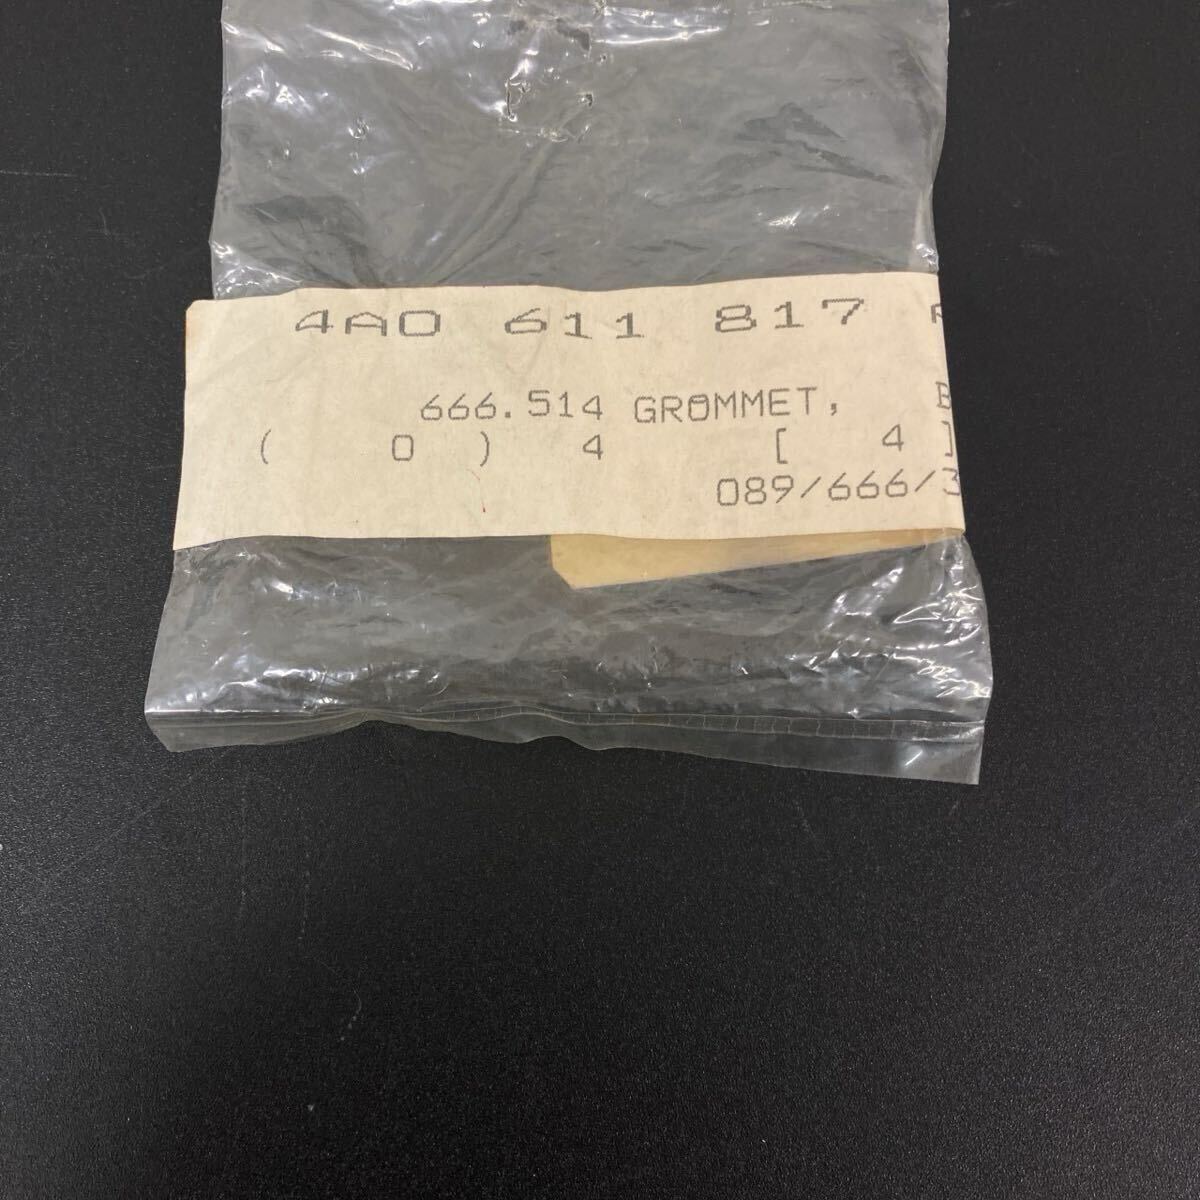 4A0 611 817
666.514 GROMMET, B
( 0 ) 4 [ 4 ]
089/666/3